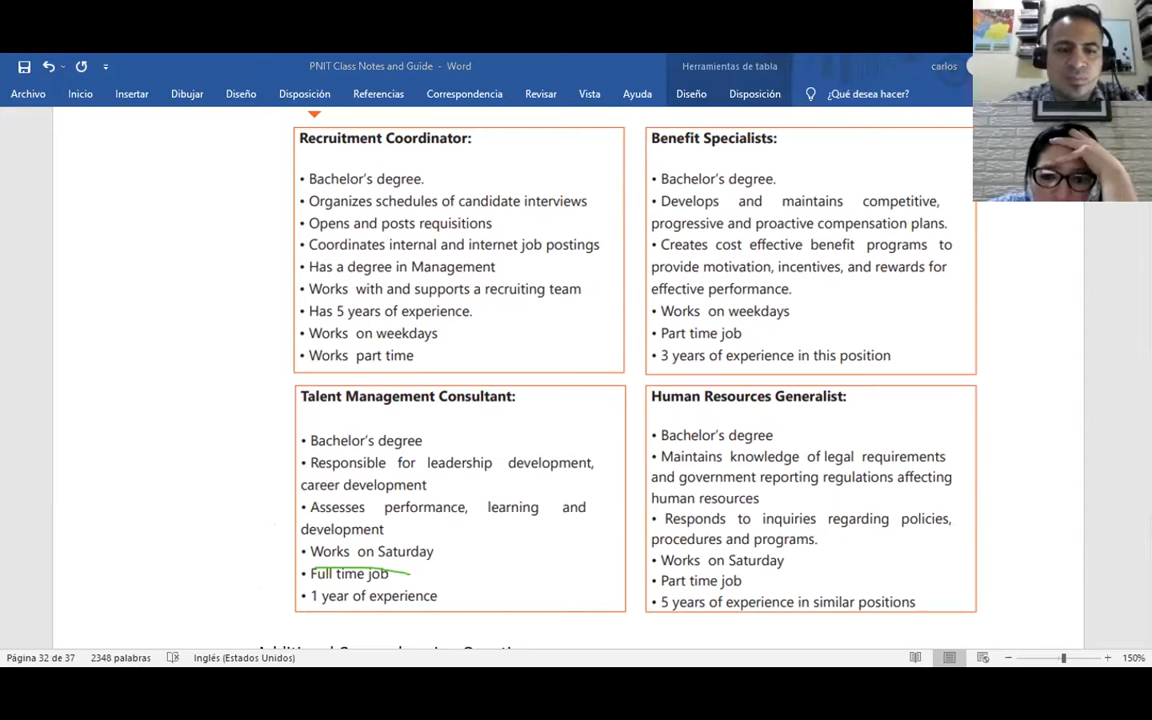 PNIT Class Notes and Guide - Word
Herramientas de tabla
carlos
Archivo Inicio Insertar Dibujar Diseño Disposición Referencias Correspondencia Revisar Vista Ayuda Diseño Disposición ¿Qué desea hacer?
Recruitment Coordinator:
• Bachelor's degree.
• Organizes schedules of candidate interviews
• Opens and posts requisitions
• Coordinates internal and internet job postings
• Has a degree in Management
• Works with and supports a recruiting team
• Has 5 years of experience.
• Works on weekdays
• Works part time
Benefit Specialists:
• Bachelor's degree.
• Develops and maintains competitive,
progressive and proactive compensation plans.
• Creates cost effective benefit programs to
provide motivation, incentives, and rewards for
effective performance.
• Works on weekdays
• Part time job
• 3 years of experience in this position
Talent Management Consultant:
• Bachelor's degree
• Responsible for leadership development,
career development
• Assesses performance, learning and
development
• Works on Saturday
• Full time job
• 1 year of experience
Human Resources Generalist:
• Bachelor's degree
• Maintains knowledge of legal requirements
and government reporting regulations affecting
human resources
• Responds to inquiries regarding policies,
procedures and programs.
• Works on Saturday
• Part time job
• 5 years of experience in similar positions
Página 32 de 37 2348 palabras Inglés (Estados Unidos) 150%